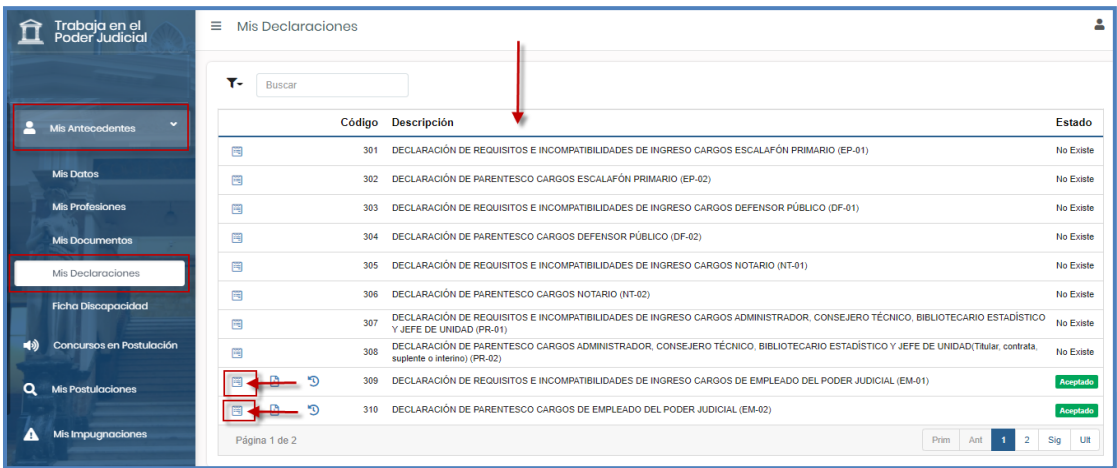 Trabaja en el
Poder Judicial
Mis Declaraciones
Buscar
Mis Antecedentes
Mis Datos
Mis Profesiones
Mis Documentos
Mis Declaraciones
Ficha Discapacidad
Concursos en Postulación
Mis Postulaciones
Mis Impugnaciones
Código Descripción Estado
301 DECLARACIÓN DE REQUISITOS E INCOMPATIBILIDADES DE INGRESO CARGOS ESCALAFÓN PRIMARIO (EP-01) No Existe
302 DECLARACIÓN DE PARENTESCO CARGOS ESCALAFÓN PRIMARIO (EP-02) No Existe
303 DECLARACIÓN DE REQUISITOS E INCOMPATIBILIDADES DE INGRESO CARGOS DEFENSOR PÚBLICO (DF-01) No Existe
304 DECLARACIÓN DE PARENTESCO CARGOS DEFENSOR PÚBLICO (DF-02) No Existe
305 DECLARACIÓN DE REQUISITOS E INCOMPATIBILIDADES DE INGRESO CARGOS NOTARIO (NT-01) No Existe
306 DECLARACIÓN DE PARENTESCO CARGOS NOTARIO (NT-02) No Existe
307 DECLARACIÓN DE REQUISITOS E INCOMPATIBILIDADES DE INGRESO CARGOS ADMINISTRADOR, CONSEJERO TÉCNICO, BIBLIOTECARIO ESTADÍSTICO No Existe
Y JEFE DE UNIDAD (PR-01)
308 DECLARACIÓN DE PARENTESCO CARGOS ADMINISTRADOR, CONSEJERO TÉCNICO, BIBLIOTECARIO ESTADÍSTICO Y JEFE DE UNIDAD(Titular, contrata, No Existe
suplente o interino) (PR-02)
309 DECLARACIÓN DE REQUISITOS E INCOMPATIBILIDADES DE INGRESO CARGOS DE EMPLEADO DEL PODER JUDICIAL (EM-01) Aceptado
310 DECLARACIÓN DE PARENTESCO CARGOS DE EMPLEADO DEL PODER JUDICIAL (EM-02) Aceptado
Página 1 de 2 Prim Ant 1 2 Sig Ult